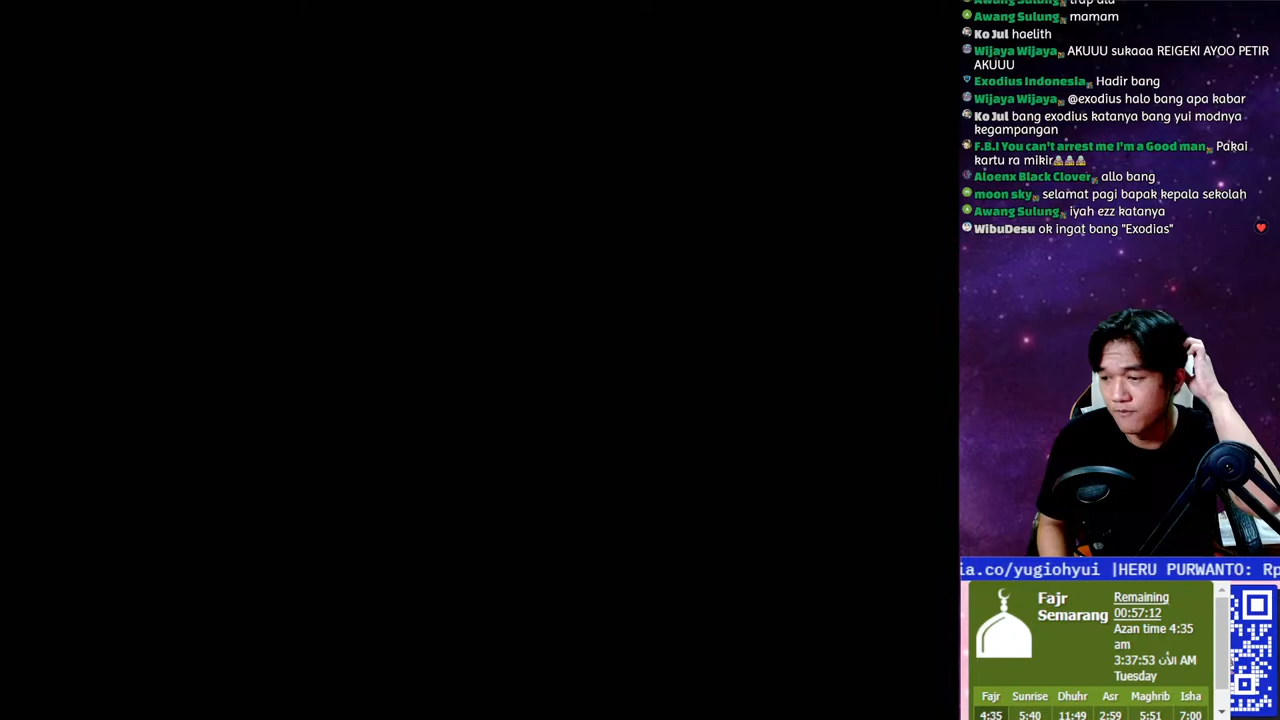 Awang Sulung trap dtu
Awang Sulung mamam
Ko Jul haelith
Wijaya Wijaya AKUUU sukaaa REIGEKI AYOO PETIR
AKUUU
Exodius Indonesia Hadir bang
Wijaya Wijaya @exodius halo bang apa kabar
Ko Jul bang exodius katanya bang yui modnya
kegampangan
F.B.I You can't arrest me I'm a Good man Pakai
kartu ra mikir
Aloenx Black Clover allo bang
moon sky selamat pagi bapak kepala sekolah
Awang Sulung iyah ezz katanya
WibuDesu ok ingat bang "Exodias"
ia.co/yugiohyui |HERU PURWANTO: Rp
Fajr
Semarang
Remaining
00:57:12
Azan time 4:35
am
3:37:53 الآن AM
Tuesday
Fajr Sunrise Dhuhr Asr Maghrib Isha
4:35 5:40 11:49 2:59 5:51 7:00